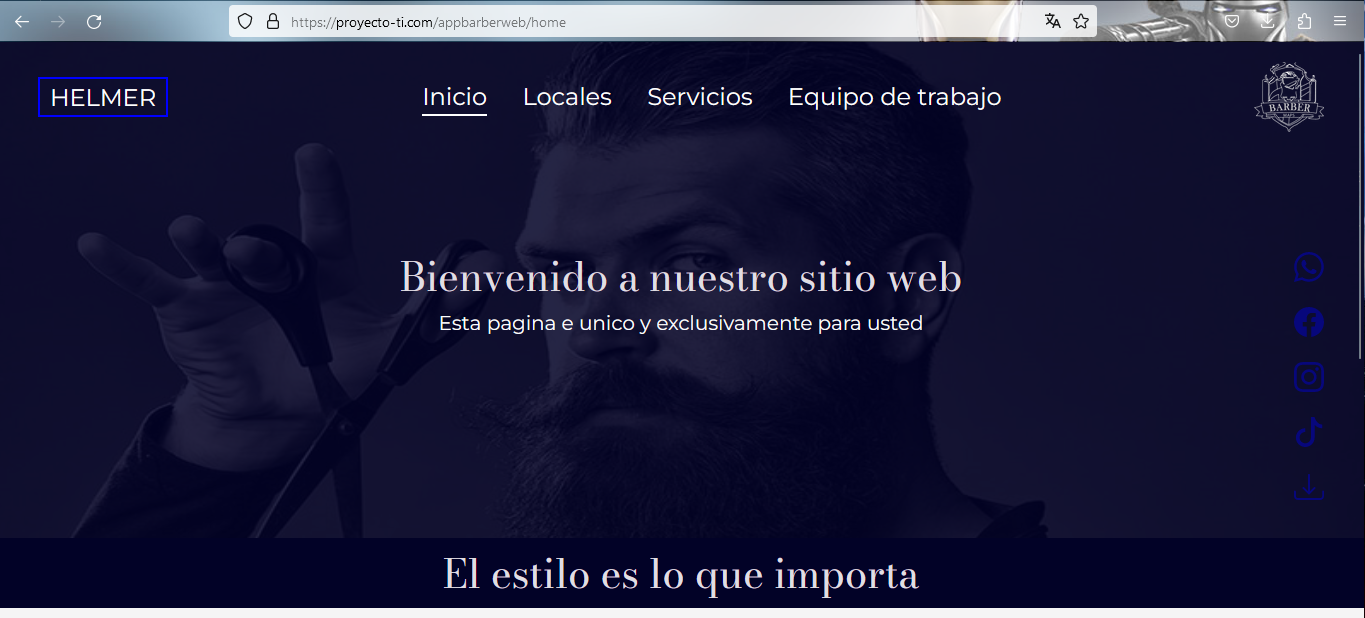 https://proyecto-ti.com/appbarberweb/home
HELMER
Inicio Locales Servicios Equipo de trabajo
BARBER
Bienvenido a nuestro sitio web
Esta pagina e unico y exclusivamente para usted
El estilo es lo que importa